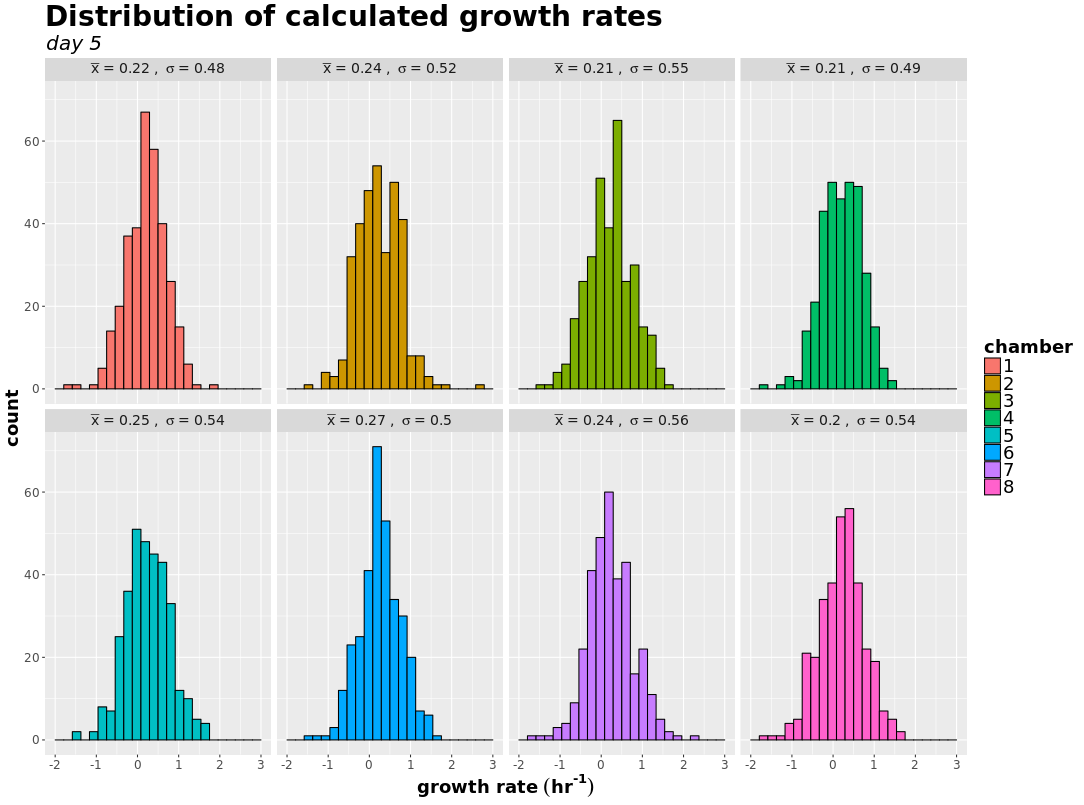 Distribution of calculated growth rates
day 5
x̅ = 0.22 , σ = 0.48
x̅ = 0.24 , σ = 0.52
x̅ = 0.21 , σ = 0.55
x̅ = 0.21 , σ = 0.49
60
40
20
0
chamber
1
2
3
4
5
6
7
8
count
x̅ = 0.25 , σ = 0.54
x̅ = 0.27 , σ = 0.5
x̅ = 0.24 , σ = 0.56
x̅ = 0.2 , σ = 0.54
60
40
20
0
-2 -1 0 1 2 3 -2 -1 0 1 2 3 -2 -1 0 1 2 3 -2 -1 0 1 2 3
growth rate (hr⁻¹)